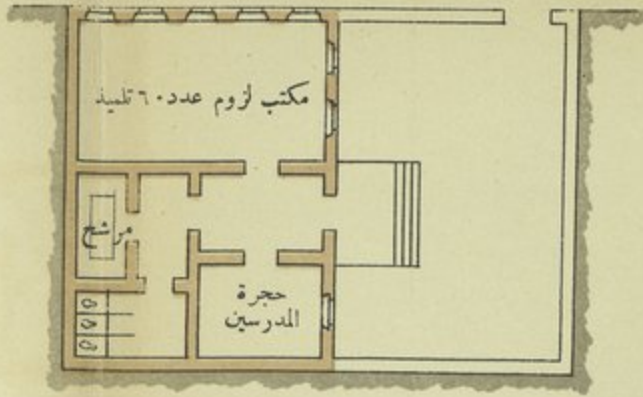 مكتب لزوم عدد ٦٠ تلميذ
مرشح
حجرة
المدرسين